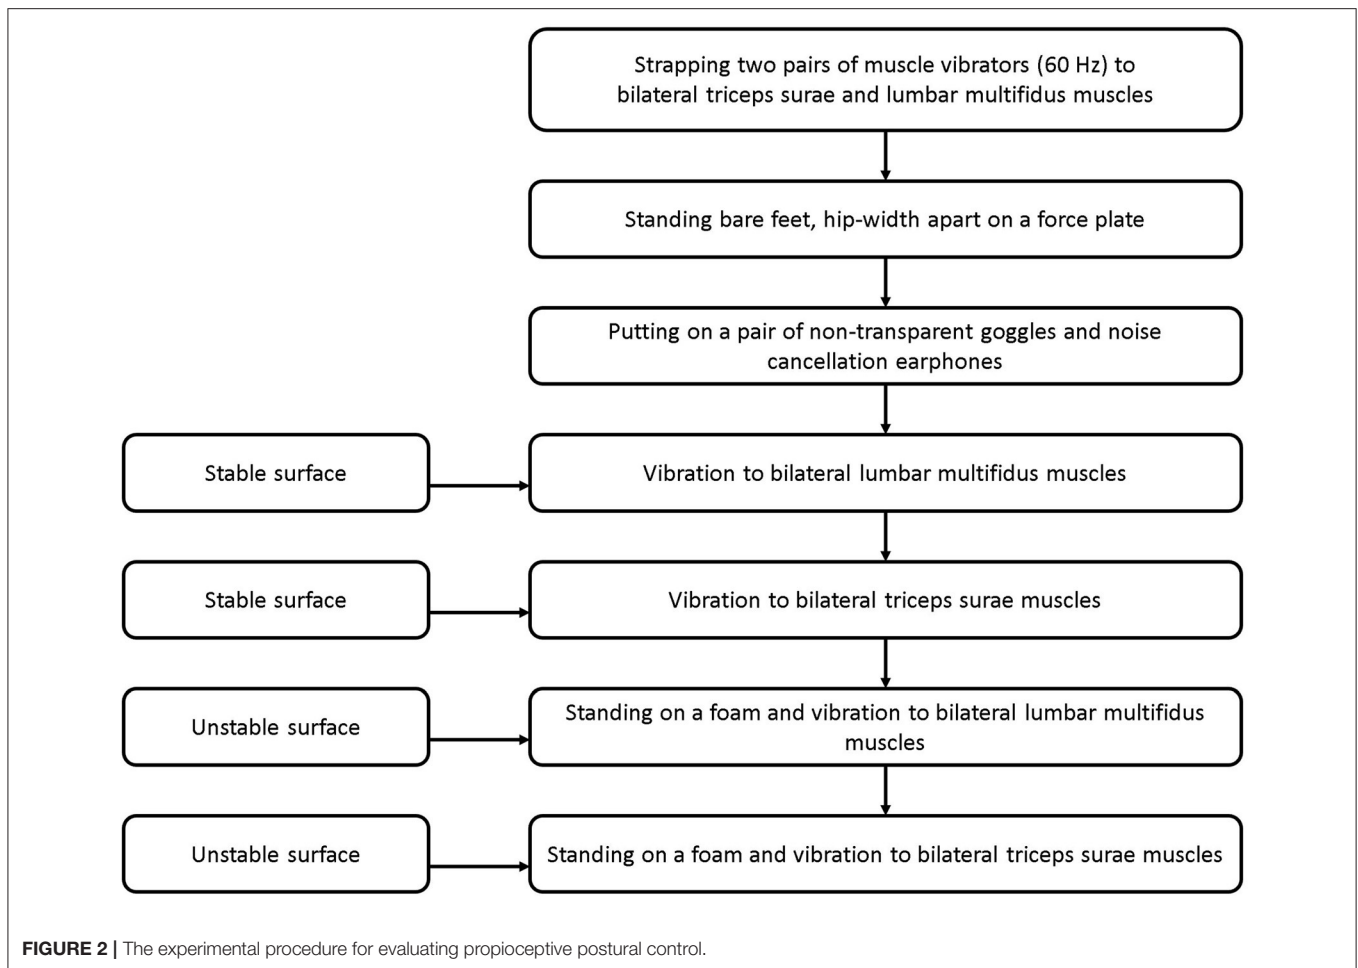 Strapping two pairs of muscle vibrators (60 Hz) to
bilateral triceps surae and lumbar multifidus muscles
Standing bare feet, hip-width apart on a force plate
Putting on a pair of non-transparent goggles and noise
cancellation earphones
Stable surface
Vibration to bilateral lumbar multifidus muscles
Stable surface
Vibration to bilateral triceps surae muscles
Unstable surface
Standing on a foam and vibration to bilateral lumbar multifidus
muscles
Unstable surface
Standing on a foam and vibration to bilateral triceps surae muscles
FIGURE 2 | The experimental procedure for evaluating propioceptive postural control.